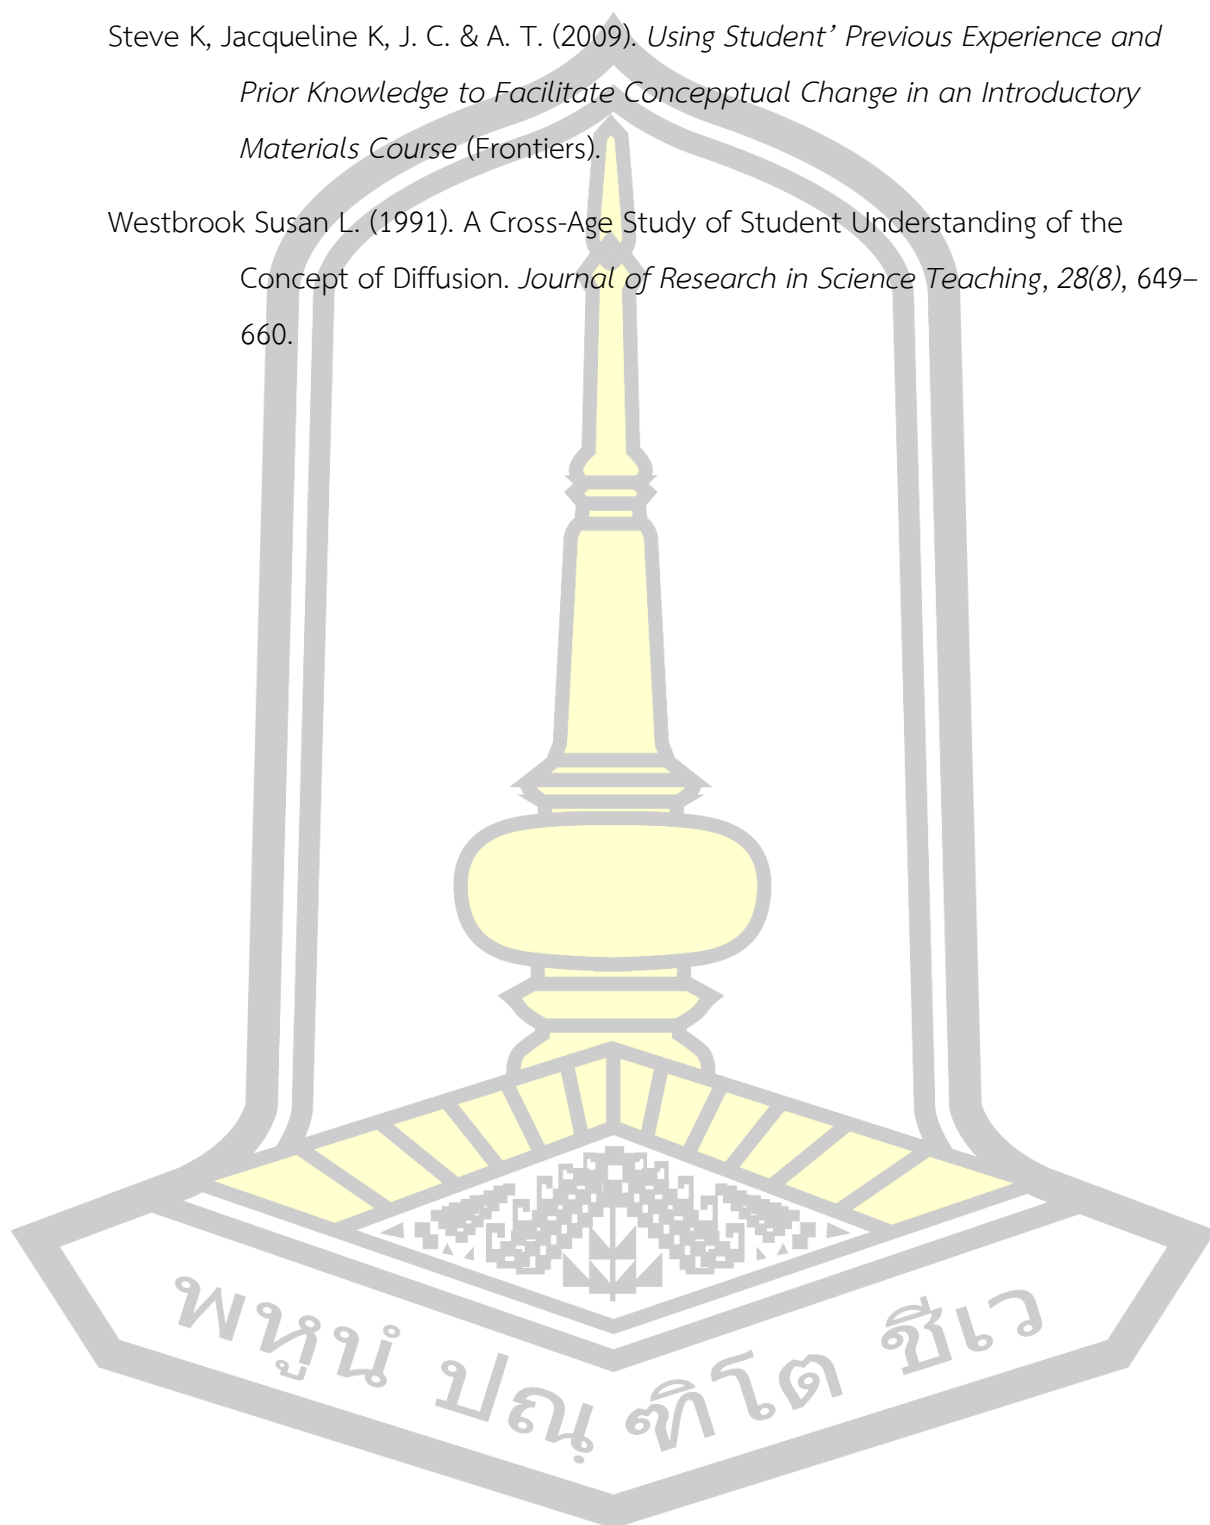 Steve K, Jacqueline K, J. C. & A. T. (2009). Using Student’ Previous Experience and
Prior Knowledge to Facilitate Concepptual Change in an Introductory
Materials Course (Frontiers).
Westbrook Susan L. (1991). A Cross-Age Study of Student Understanding of the
Concept of Diffusion. Journal of Research in Science Teaching, 28(8), 649–
660.
พหูนํ ปณฺฑิโต ชีเว